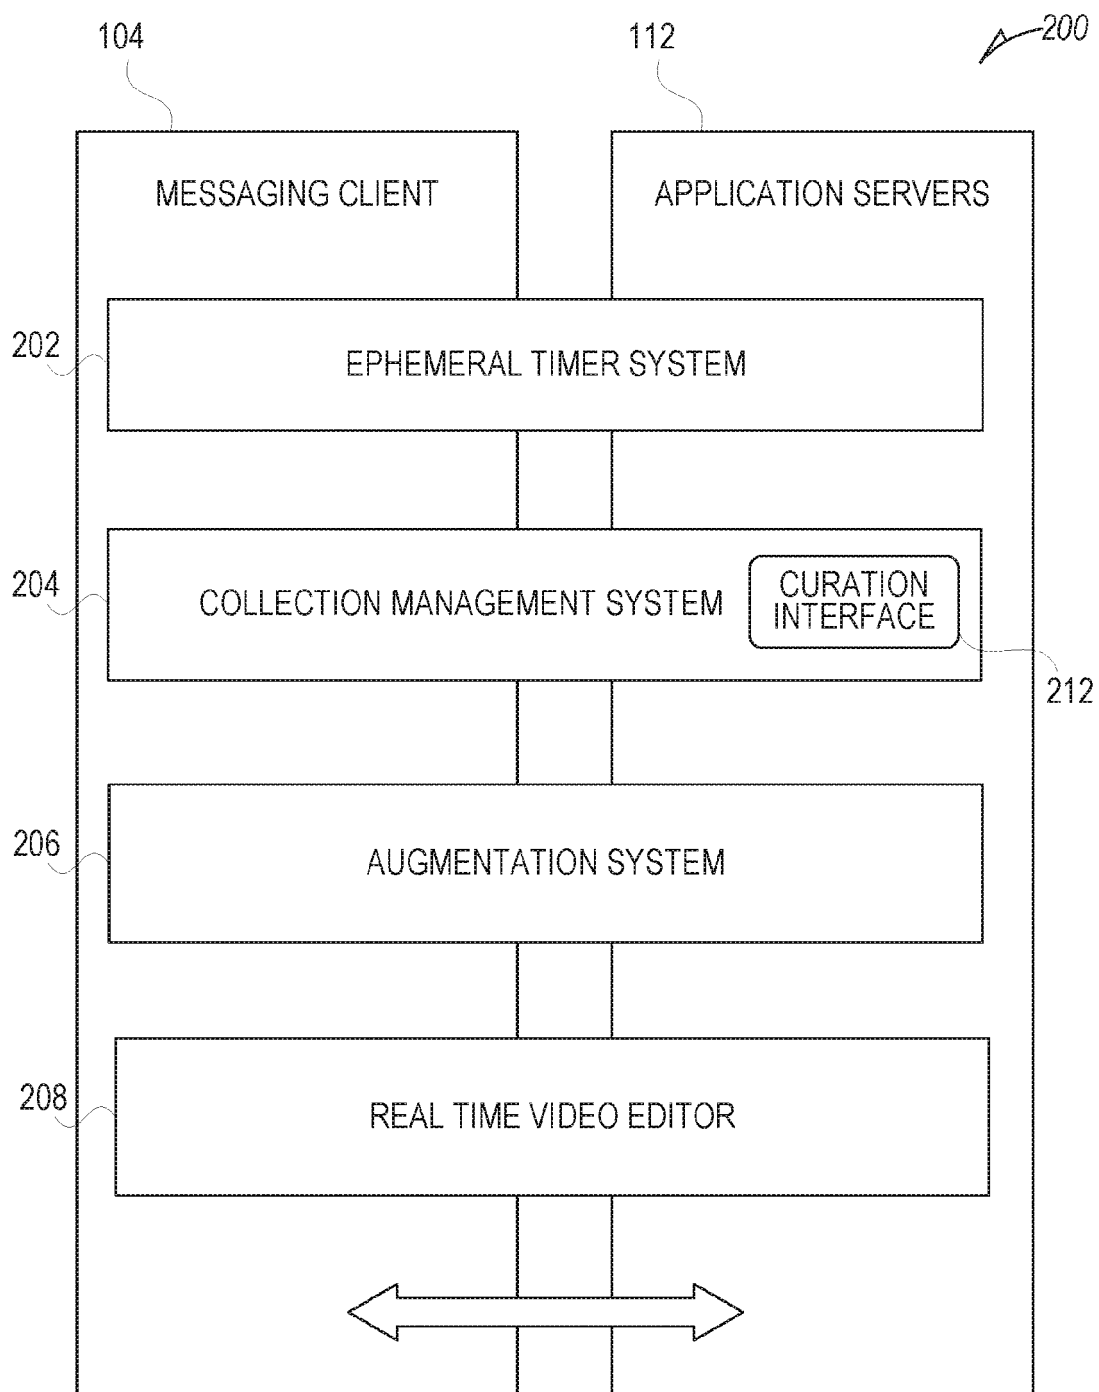 104
112
200
MESSAGING CLIENT
APPLICATION SERVERS
202
EPHEMERAL TIMER SYSTEM
204
COLLECTION MANAGEMENT SYSTEM
CURATION
INTERFACE
212
206
AUGMENTATION SYSTEM
208
REAL TIME VIDEO EDITOR